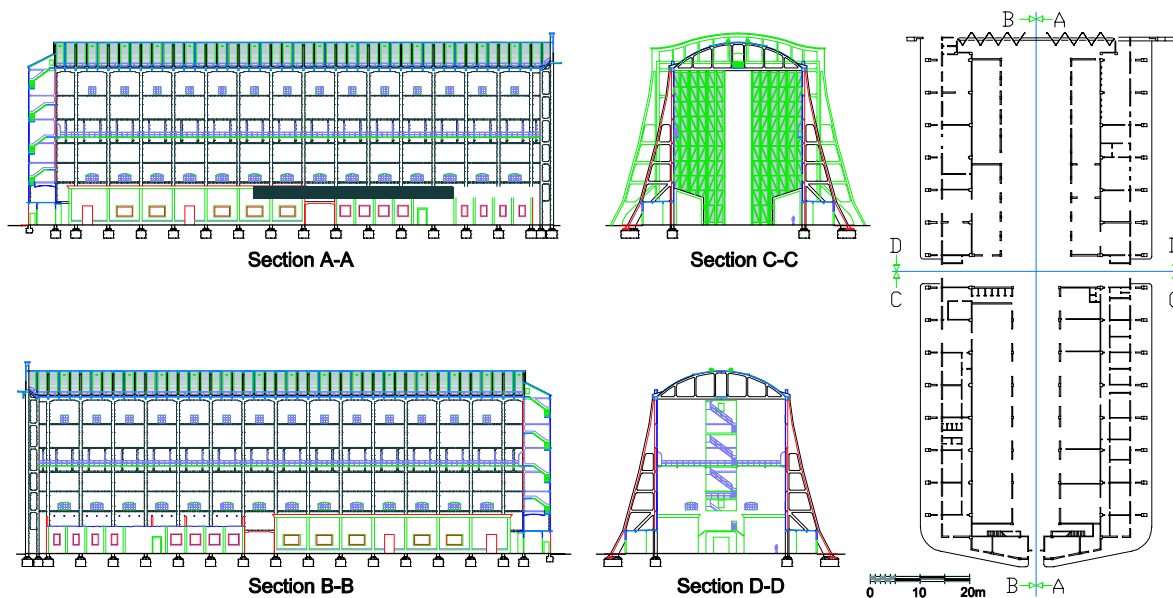 B A
Section A-A
Section C-C
D
C
Section B-B
Section D-D
B A
0 10 20m